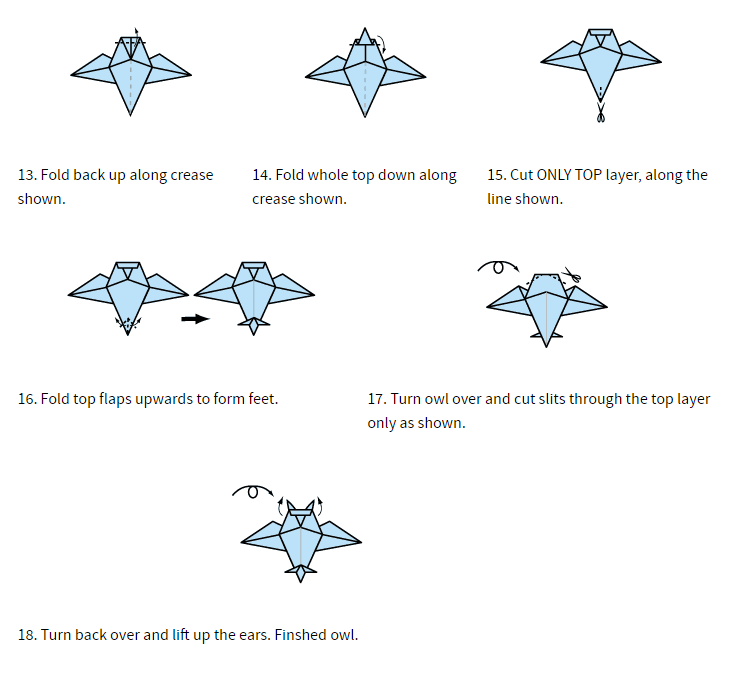 13. Fold back up along crease
shown.
14. Fold whole top down along
crease shown.
15. Cut ONLY TOP layer, along the
line shown.
16. Fold top flaps upwards to form feet.
17. Turn owl over and cut slits through the top layer
only as shown.
18. Turn back over and lift up the ears. Finshed owl.